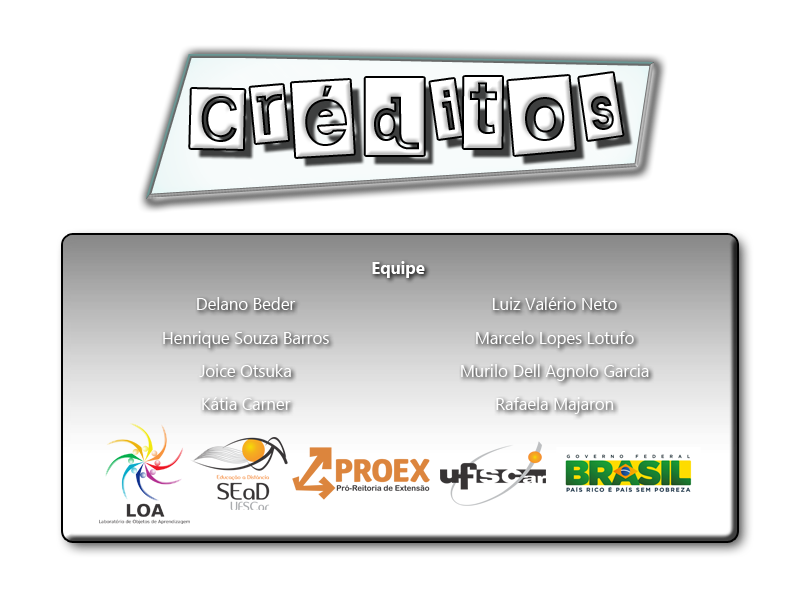 Créditos
Equipe
Delano Beder
Luiz Valério Neto
Henrique Souza Barros
Marcelo Lopes Lotufo
Joice Otsuka
Murilo Dell Agnolo Garcia
Kátia Carner
Rafaela Majaron
LOA
Laboratório de Objetos de Aprendizagem
Educação a Distância
SEaD
UFSCar
PROEX
Pró-Reitoria de Extensão
ufscar
GOVERNO FEDERAL
BRASIL
PAÍS RICO É PAÍS SEM POBREZA